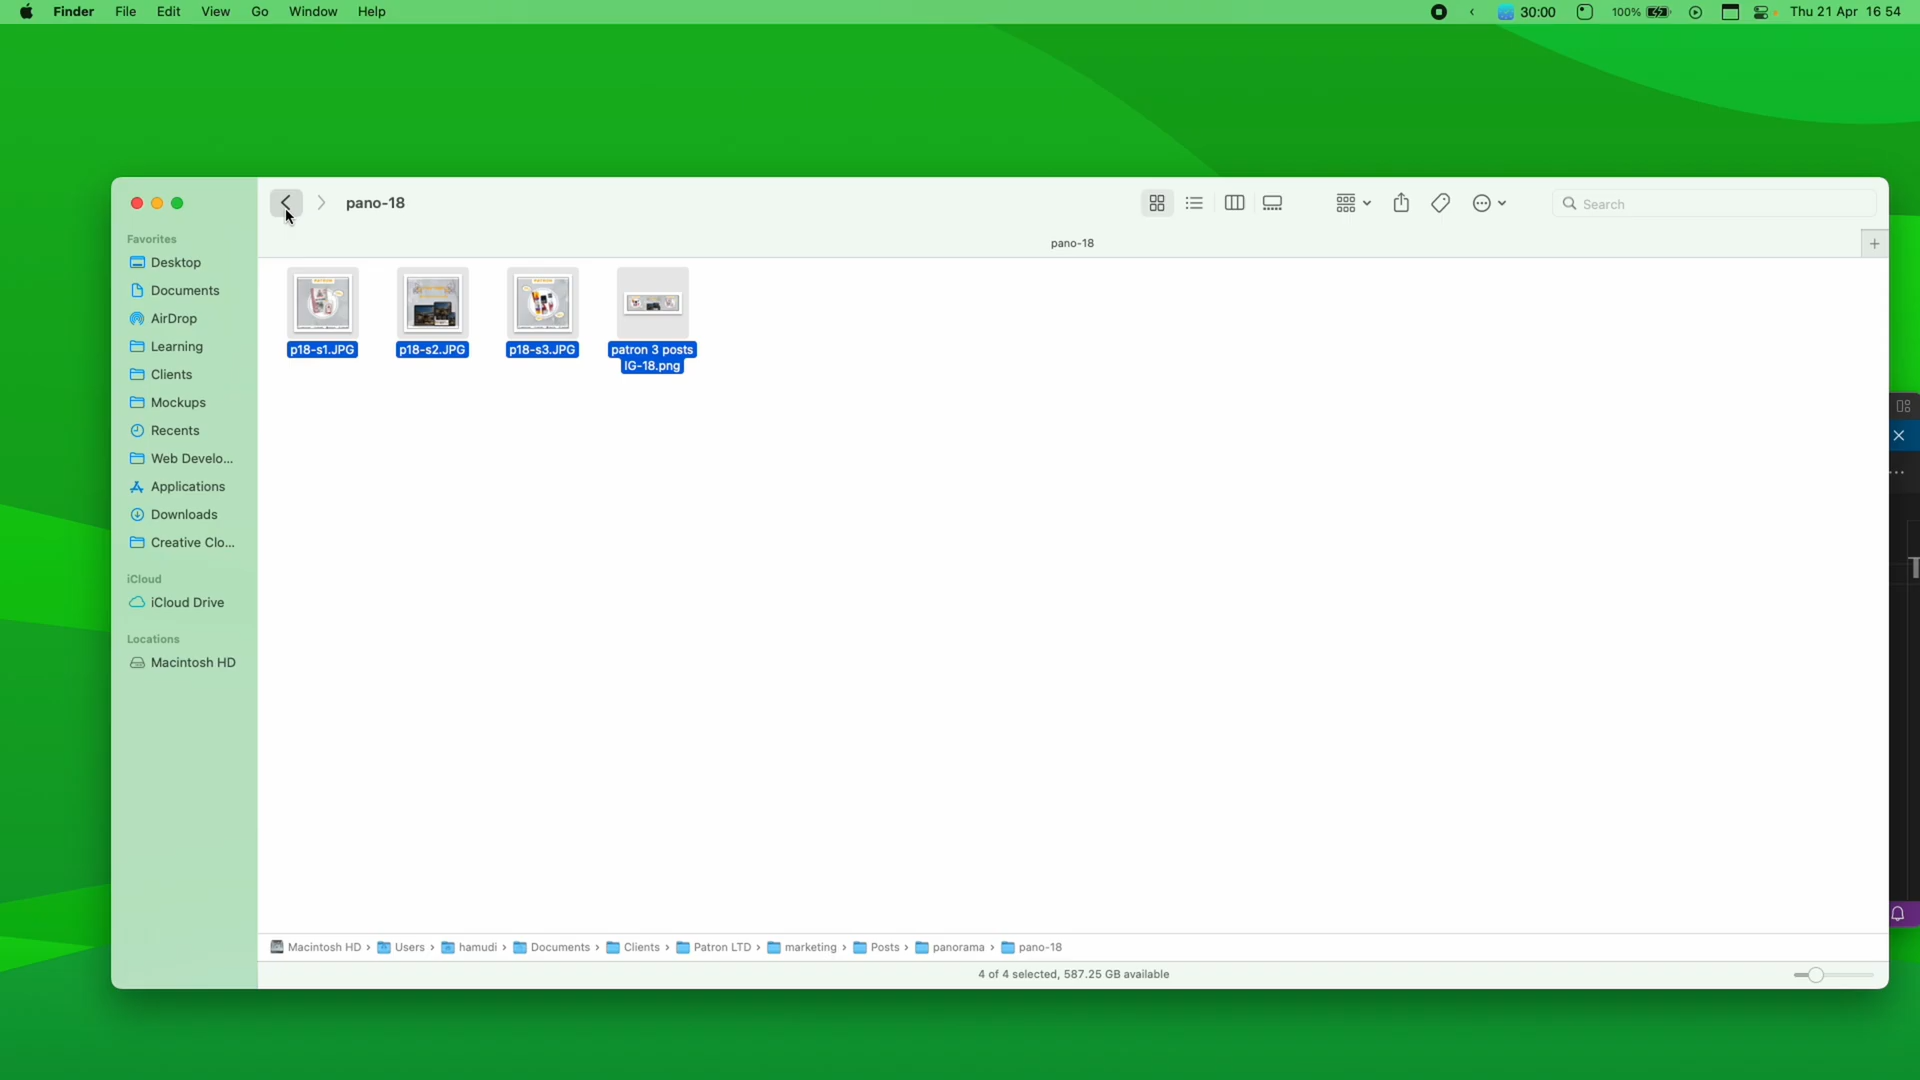 Finder File Edit View Go Window Help 30:00 100% Thu 21 Apr 16 54
pano-18 Search
pano-18
Favorites
Desktop
Documents
AirDrop
Learning
Clients
Mockups
Recents
Web Develo...
Applications
Downloads
Creative Clo...
iCloud
iCloud Drive
Locations
Macintosh HD
p18-s1.JPG p18-s2.JPG p18-s3.JPG patron 3 posts
IG-18.png
Macintosh HD › Users › hamudi › Documents › Clients › Patron LTD › marketing › Posts › panorama › pano-18
4 of 4 selected, 587.25 GB available